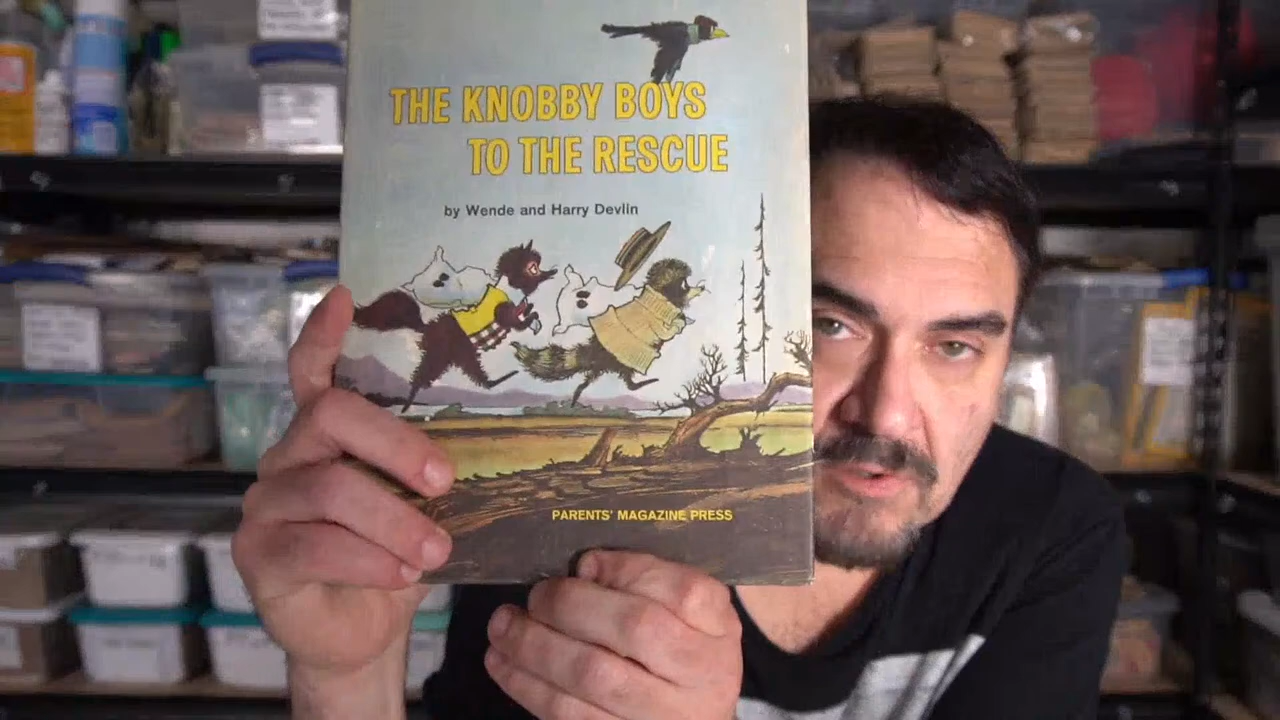 THE KNOBBY BOYS
TO THE RESCUE
by Wende and Harry Devlin
PARENTS' MAGAZINE PRESS